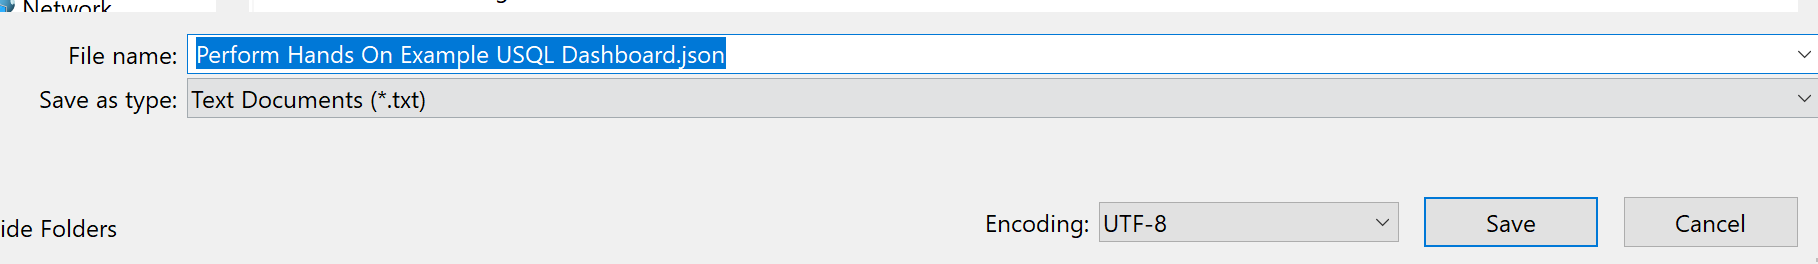 Network
File name: Perform Hands On Example USQL Dashboard.json
Save as type: Text Documents (*.txt)
ide Folders
Encoding: UTF-8
Save
Cancel